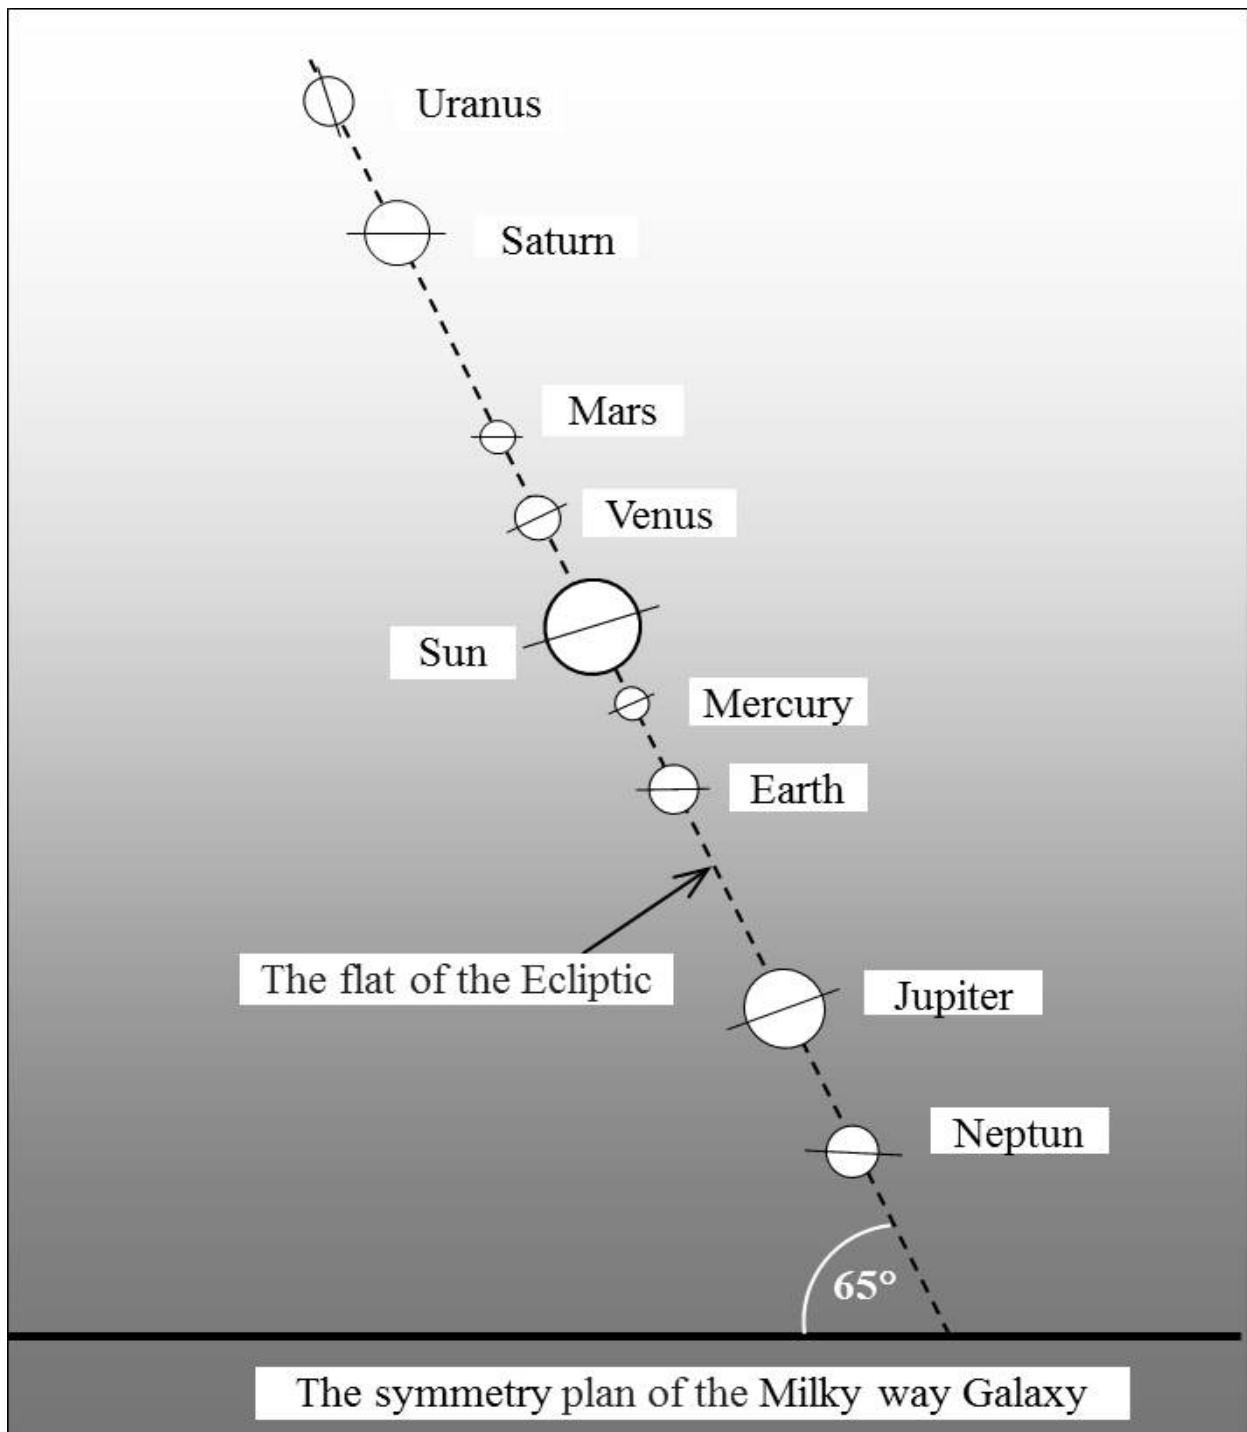 Uranus
Saturn
Mars
Venus
Sun
Mercury
Earth
The flat of the Ecliptic
Jupiter
Neptun
65°
The symmetry plan of the Milky way Galaxy